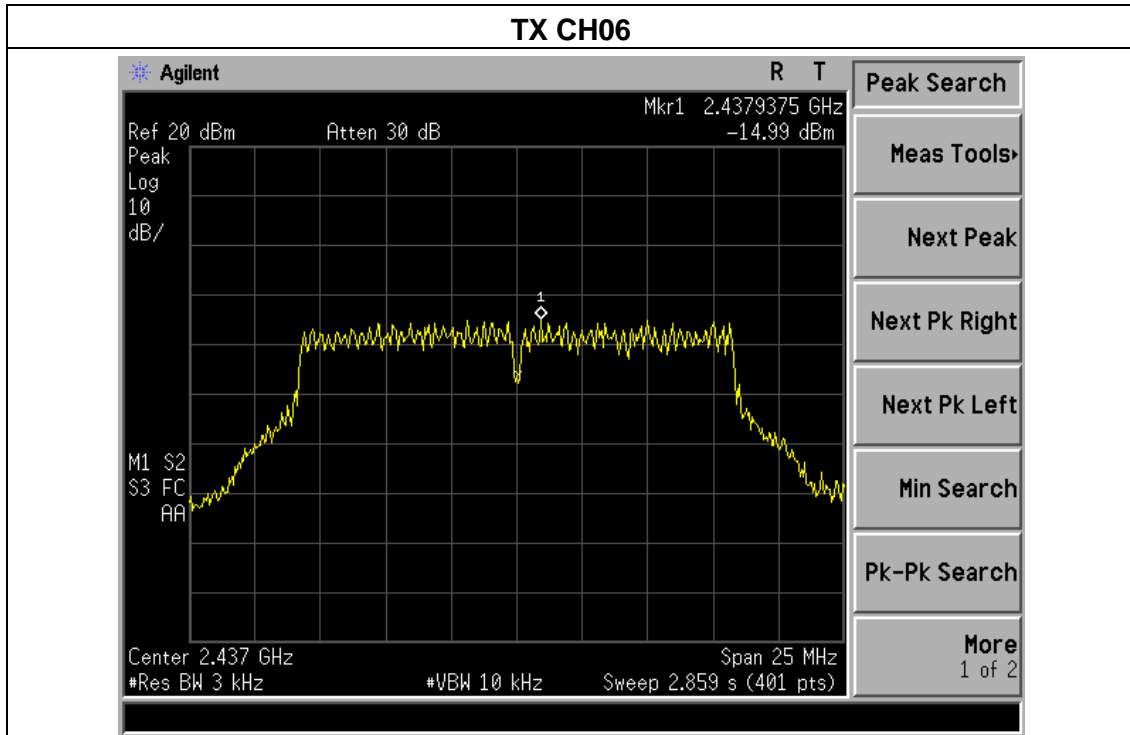 TX CH06
Agilent R T
Peak Search
Mkr1 2.4379375 GHz
Ref 20 dBm Atten 30 dB -14.99 dBm
Peak
Log
10
dB/
1
M1 S2
S3 FC
AA
Center 2.437 GHz Span 25 MHz
#Res BW 3 kHz #VBW 10 kHz Sweep 2.859 s (401 pts)
Meas Tools
Next Peak
Next Pk Right
Next Pk Left
Min Search
Pk-Pk Search
More
1 of 2